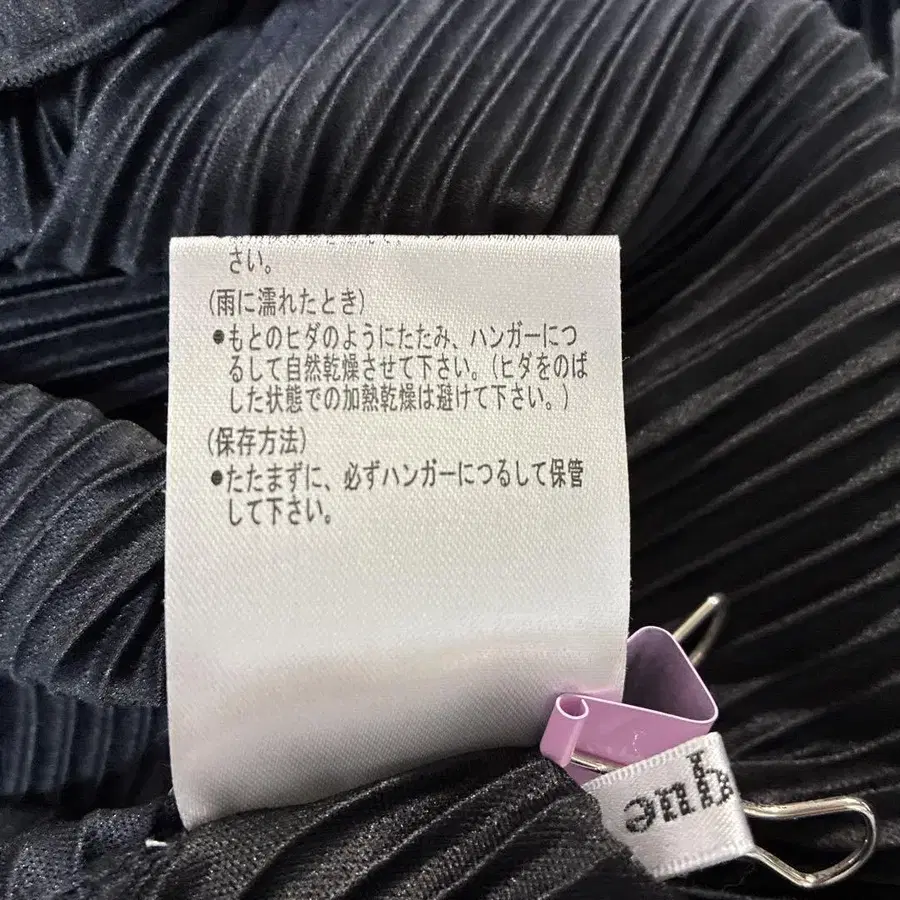 さい。
(雨に濡れたとき)
●もとのヒダのようにたたみ、ハンガーにつ
るして自然乾燥させて下さい。(ヒダをのば
した状態での加熱乾燥は避けて下さい。)
(保存方法)
●たたまずに、必ずハンガーにつるして保管
して下さい。